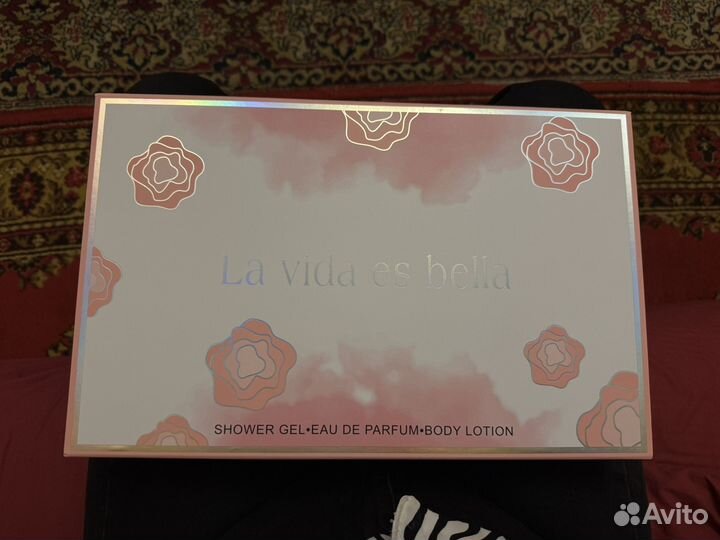 La vida es bella
SHOWER GEL•EAU DE PARFUM•BODY LOTION
Avito